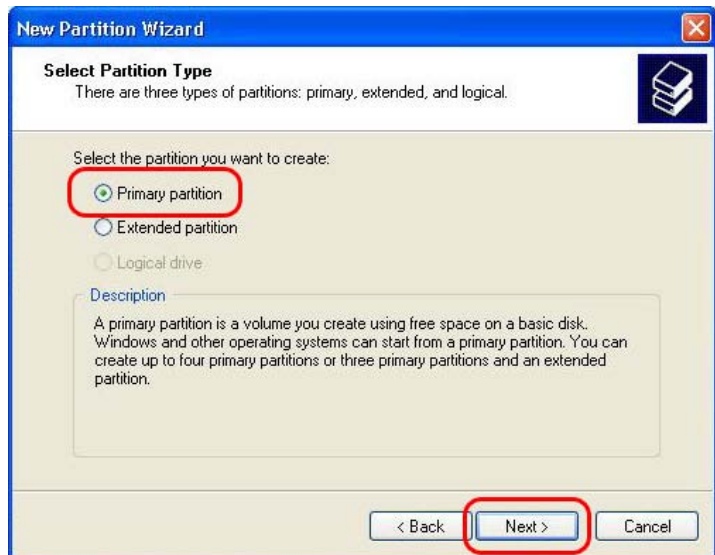 New Partition Wizard
Select Partition Type
There are three types of partitions: primary, extended, and logical.
Select the partition you want to create:
Primary partition
Extended partition
Logical drive
Description
A primary partition is a volume you create using free space on a basic disk.
Windows and other operating systems can start from a primary partition. You can
create up to four primary partitions or three primary partitions and an extended
partition.
< Back Next > Cancel